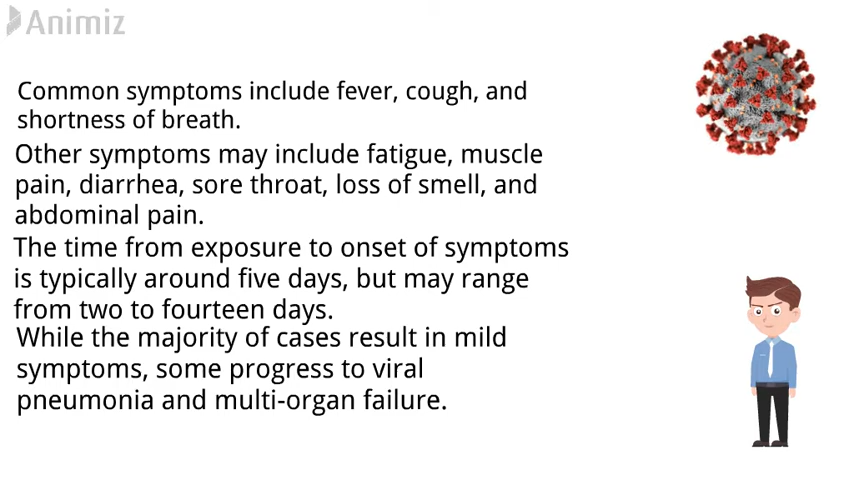 Animiz
Common symptoms include fever, cough, and
shortness of breath.
Other symptoms may include fatigue, muscle
pain, diarrhea, sore throat, loss of smell, and
abdominal pain.
The time from exposure to onset of symptoms
is typically around five days, but may range
from two to fourteen days.
While the majority of cases result in mild
symptoms, some progress to viral
pneumonia and multi-organ failure.